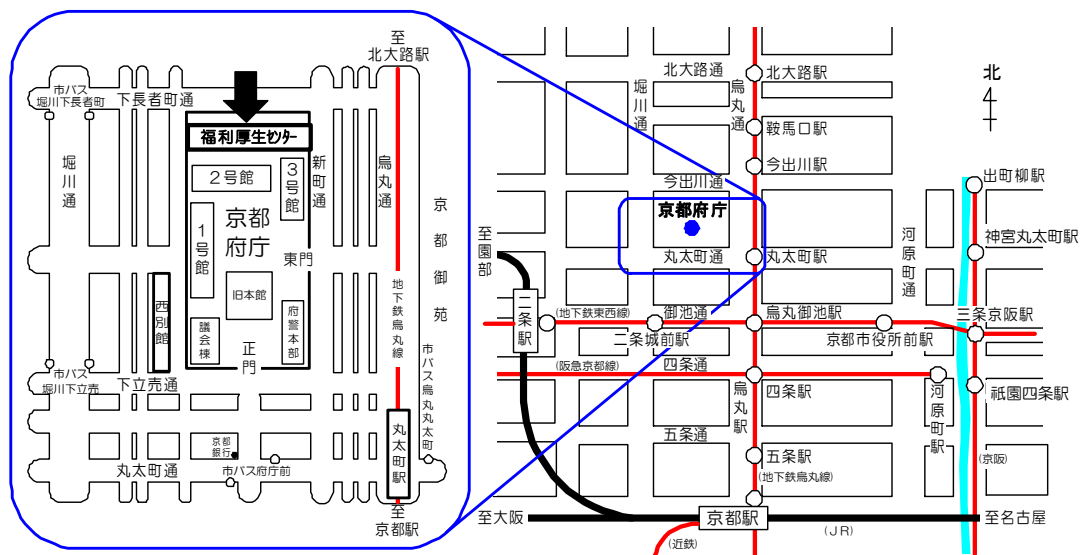 至
北大路駅
市バス
堀川下長者町
下長者町通
福利厚生センター
2号館
3号館
新町通
烏丸通
堀川通
京都
府庁
1号館
東門
京都御苑
旧本館
西別館
地下鉄烏丸線
議会棟
正門
府警本部
市バス
堀川下立売
下立売通
市バス烏丸丸太町
京都
銀行
丸太町駅
丸太町通
市バス府庁前
至
京都駅
北大路通
北大路駅
堀川通
烏丸通
北
鞍馬口駅
今出川駅
今出川通
出町柳駅
京都府庁
至園部
河原町通
神宮丸太町駅
丸太町通
丸太町駅
二条駅
(地下鉄東西線)
御池通
烏丸御池駅
三条京阪駅
二条城前駅
京都市役所前駅
(阪急京都線)
四条通
烏丸駅
四条駅
河原町駅
祇園四条駅
五条通
五条駅
(地下鉄烏丸線)
(京阪)
至大阪
京都駅
至名古屋
(JR)
(近鉄)